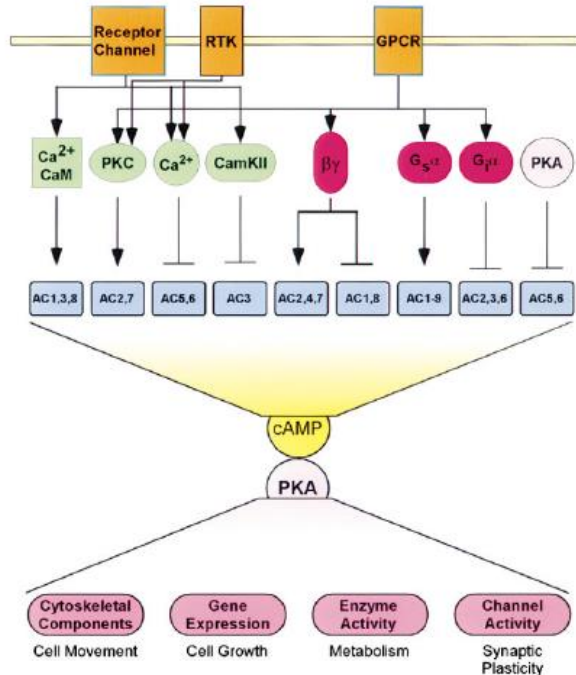 Receptor
Channel
RTK
GPCR
Ca2+
CaM
PKC
Ca2+
CamKII
βγ
Gsα
Giα
PKA
AC1,3,8
AC2,7
AC5,6
AC3
AC2,4,7
AC1,8
AC1-9
AC2,3,6
AC5,6
cAMP
PKA
Cytoskeletal
Components
Gene
Expression
Enzyme
Activity
Channel
Activity
Cell Movement
Cell Growth
Metabolism
Synaptic
Plasticity